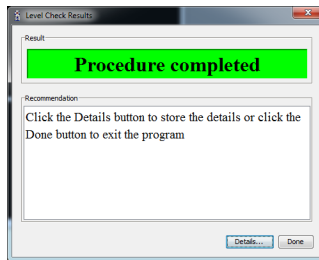 Level Check Results
Result
Procedure completed
Recommendation
Click the Details button to store the details or click the
Done button to exit the program
Details...
Done